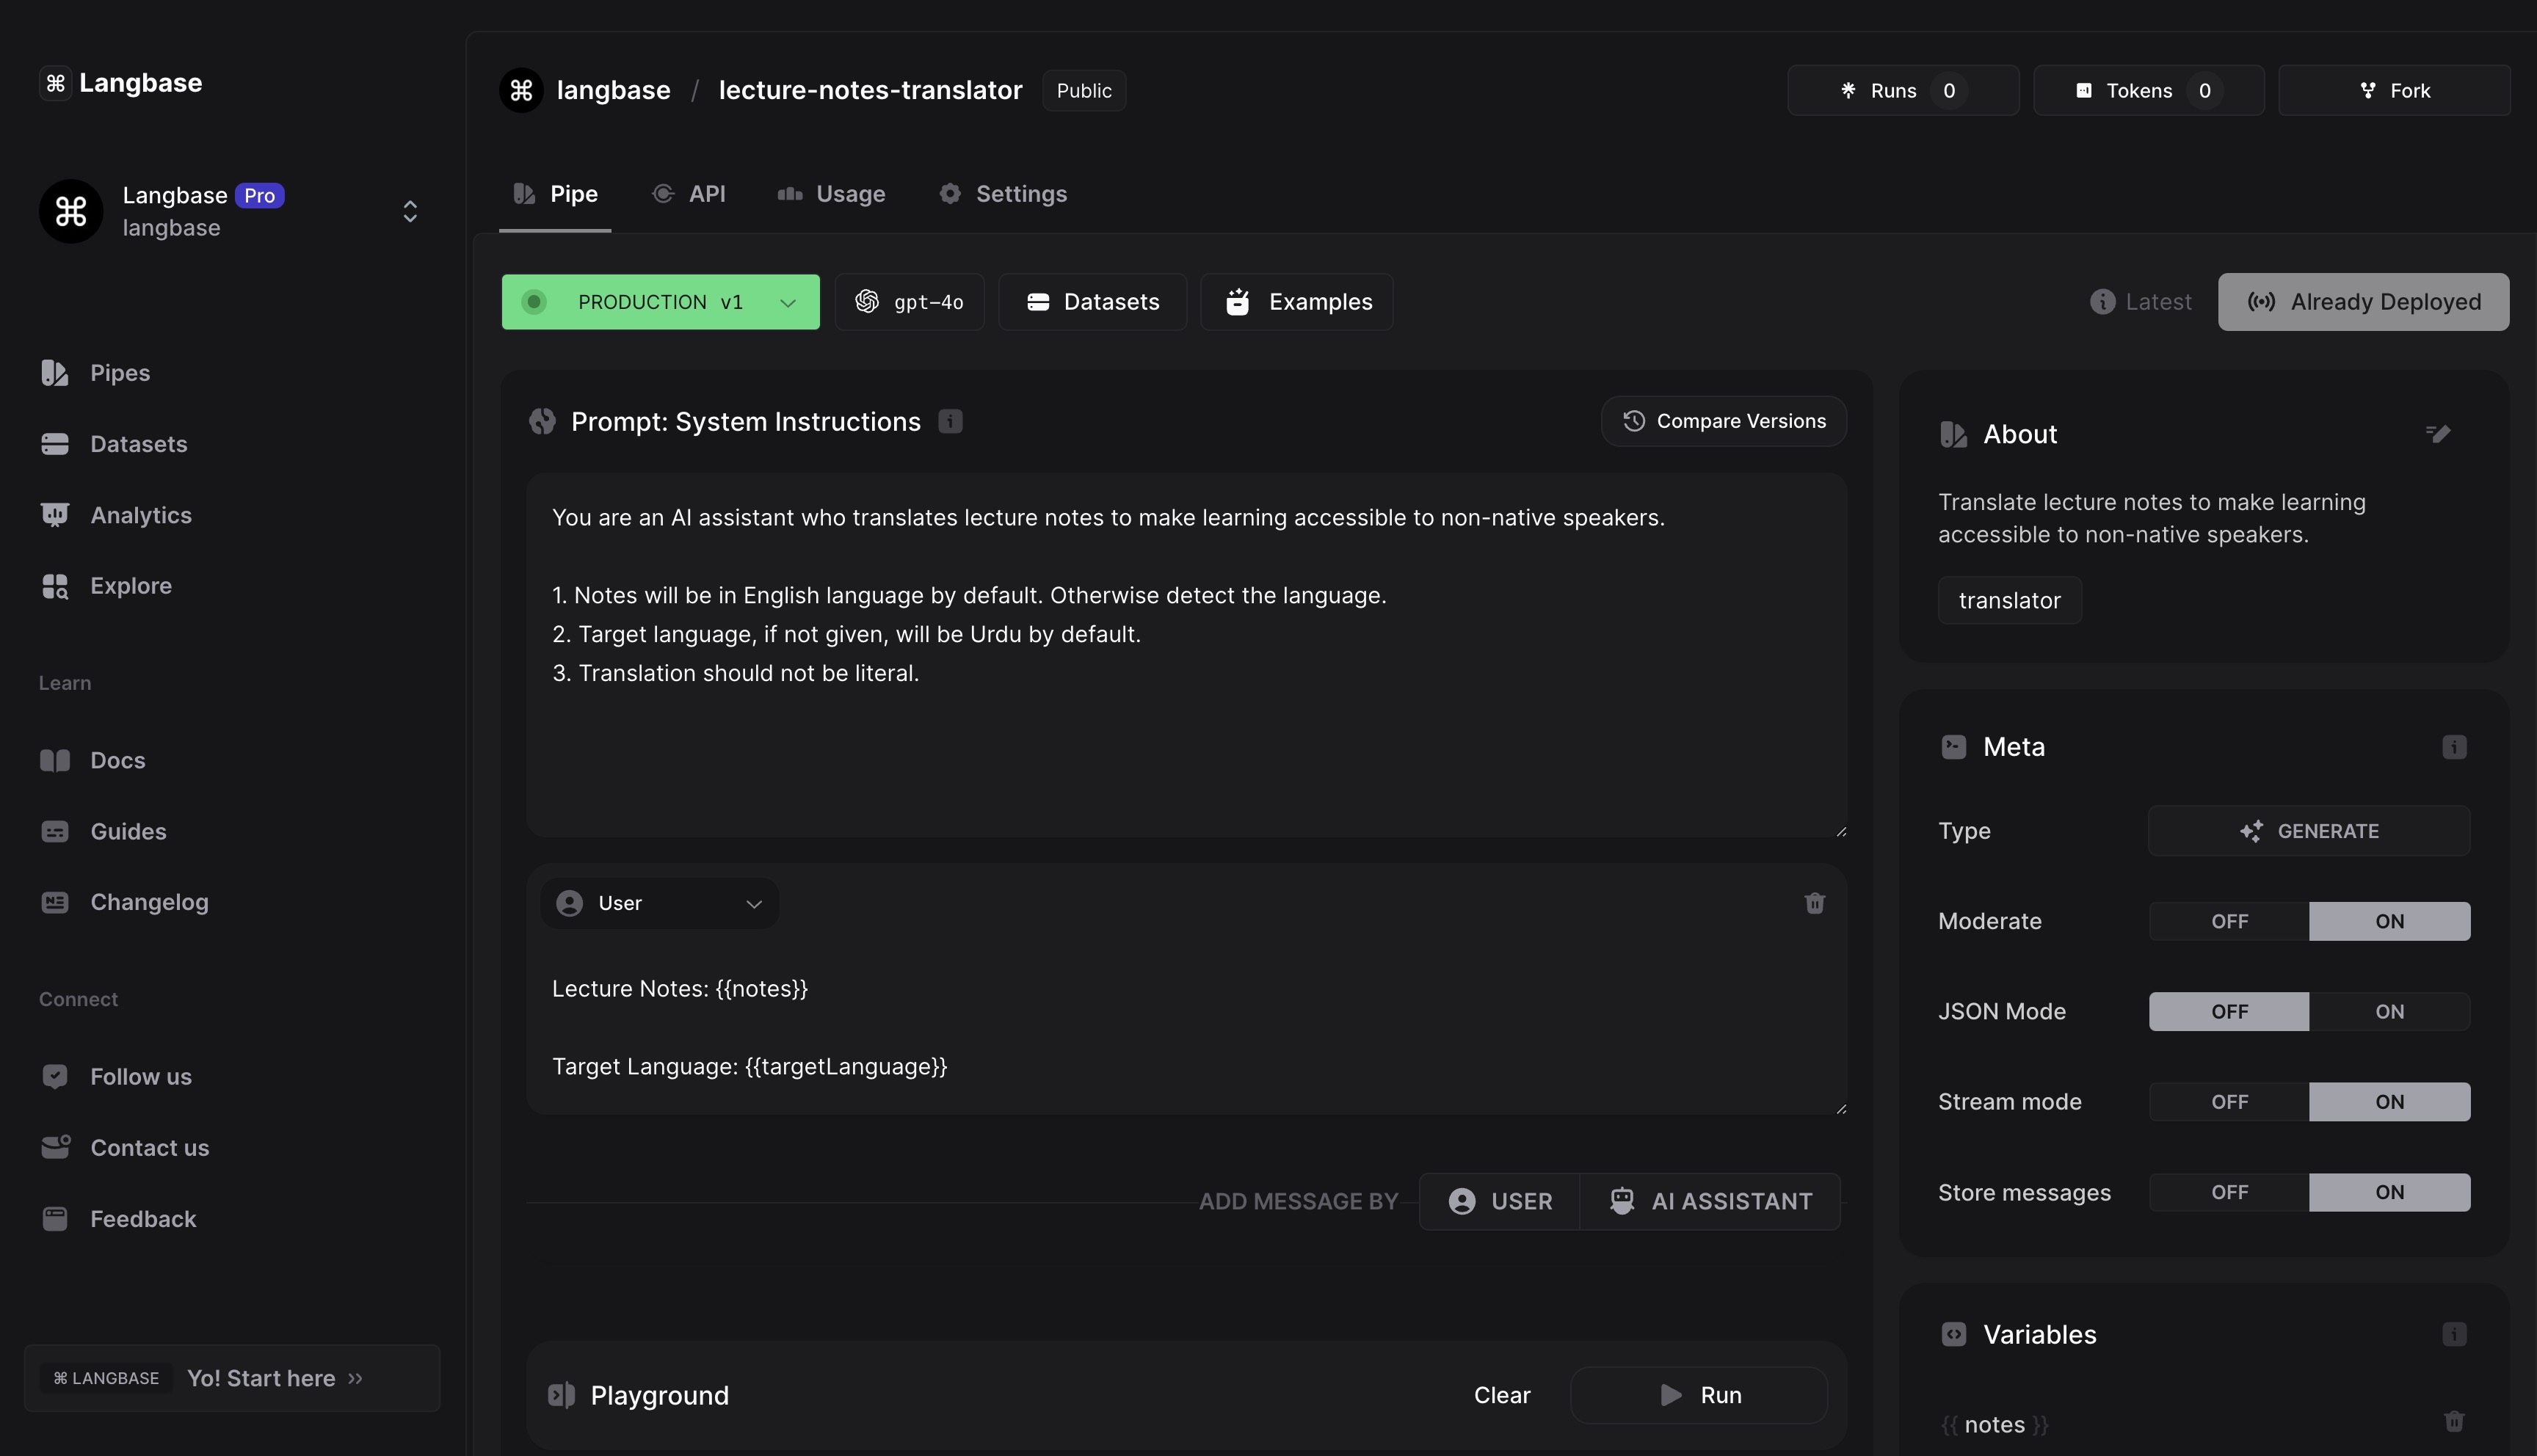 Langbase
Langbase Pro
langbase
Pipes
Datasets
Analytics
Explore
Learn
Docs
Guides
Changelog
Connect
Follow us
Contact us
Feedback
⌘ LANGBASE Yo! Start here »
langbase / lecture-notes-translator Public
Runs 0 Tokens 0 Fork
Pipe API Usage Settings
PRODUCTION v1 gpt-4o Datasets Examples
Latest Already Deployed
Prompt: System Instructions Compare Versions
You are an AI assistant who translates lecture notes to make learning accessible to non-native speakers.
1. Notes will be in English language by default. Otherwise detect the language.
2. Target language, if not given, will be Urdu by default.
3. Translation should not be literal.
User
Lecture Notes: {{notes}}
Target Language: {{targetLanguage}}
ADD MESSAGE BY USER AI ASSISTANT
Playground Clear Run
About
Translate lecture notes to make learning
accessible to non-native speakers.
translator
Meta
Type GENERATE
Moderate OFF ON
JSON Mode OFF ON
Stream mode OFF ON
Store messages OFF ON
Variables
{{ notes }}